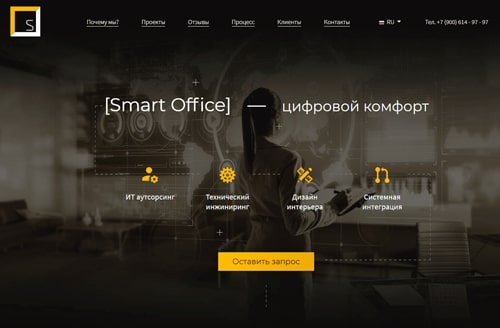 S
Почему мы?
Проекты
Отзывы
Процесс
Клиенты
Контакты
RU
Тел. +7 (900) 614 - 97 - 97
[Smart Office] — цифровой комфорт
ИТ аутсорсинг
Технический
инжиниринг
Дизайн
интерьера
Системная
интеграция
Оставить запрос